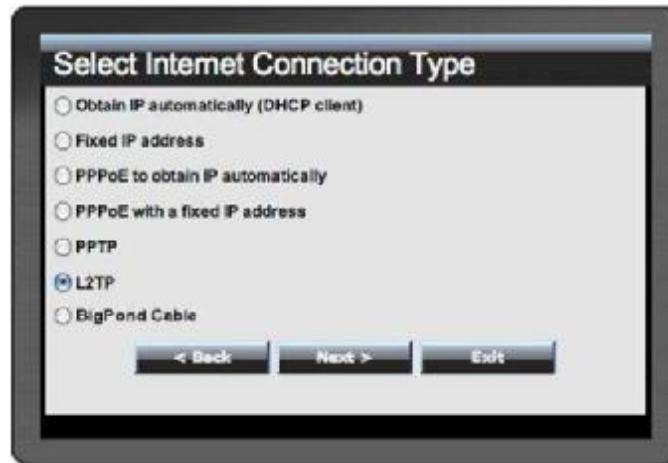 Select Internet Connection Type
Obtain IP automatically (DHCP client)
Fixed IP address
PPPoE to obtain IP automatically
PPPoE with a fixed IP address
PPTP
L2TP
BigPond Cable
< Back Next > Exit